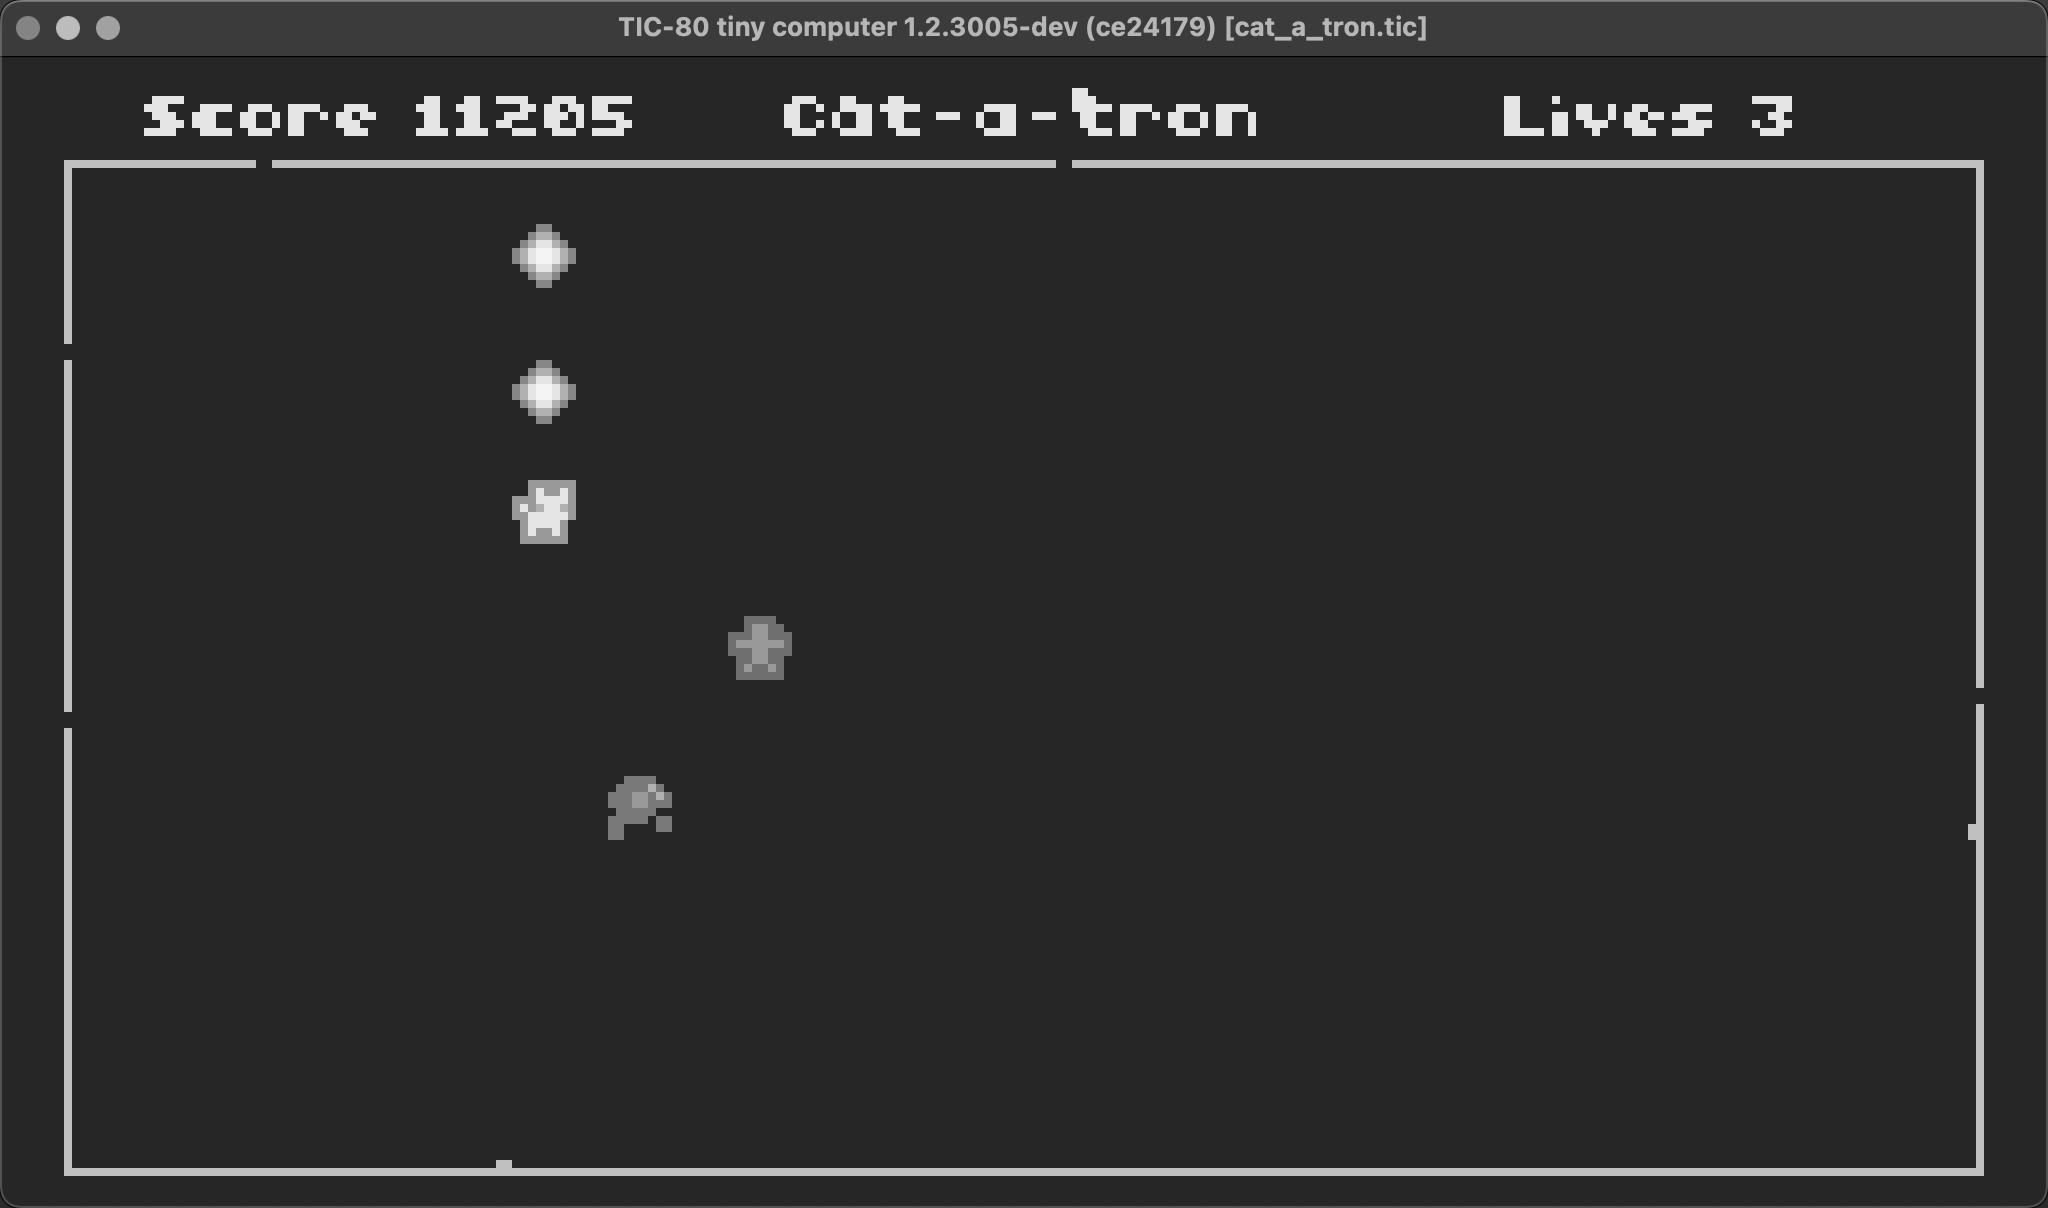 TIC-80 tiny computer 1.2.3005-dev (ce24179) [cat_a_tron.tic]
Score 11205 Cat-a-tron Lives 3